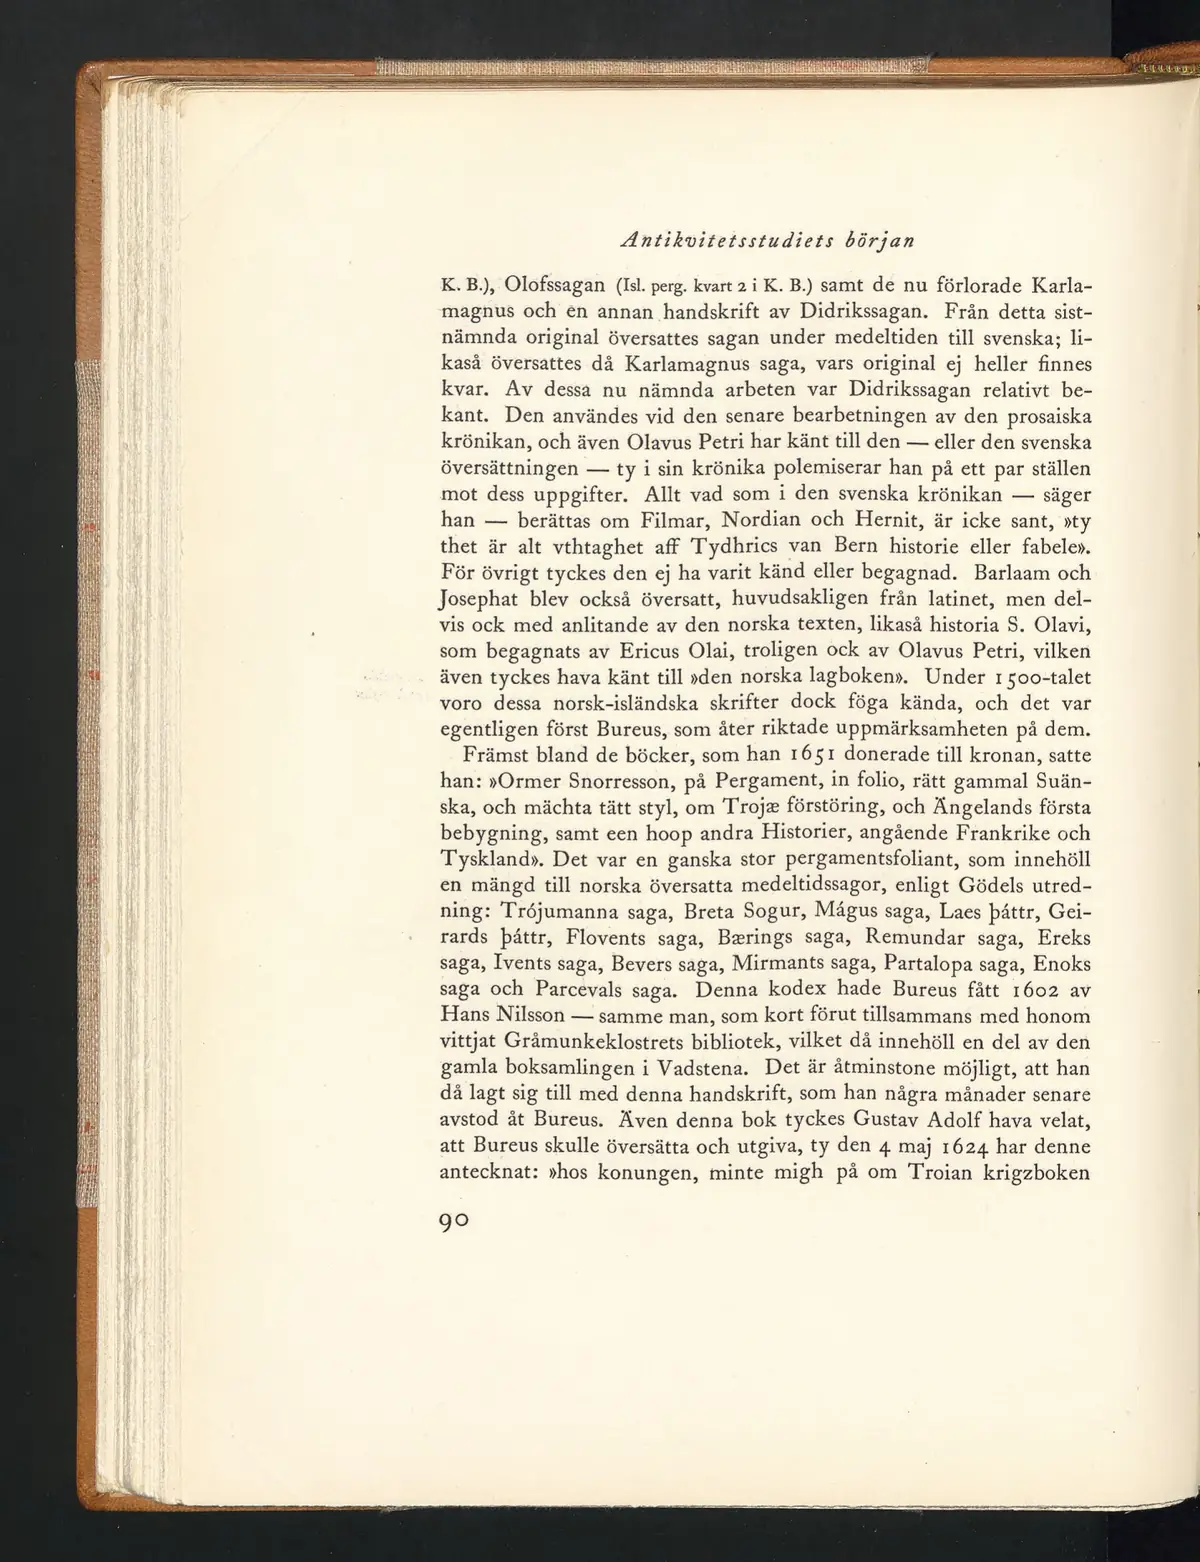 Antikvitetsstudiets början
K. B.), Olofssagan (Isl. perg. kvart 2 i K. B.) samt de nu förlorade Karla-
magnus och en annan handskrift av Didrikssagan. Från detta sist-
nämnda original översattes sagan under medeltiden till svenska; li-
kaså översattes då Karlamagnus saga, vars original ej heller finnes
kvar. Av dessa nu nämnda arbeten var Didrikssagan relativt be-
kant. Den användes vid den senare bearbetningen av den prosaiska
krönikan, och även Olavus Petri har känt till den — eller den svenska
översättningen — ty i sin krönika polemiserar han på ett par ställen
mot dess uppgifter. Allt vad som i den svenska krönikan — säger
han — berättas om Filmar, Nordian och Hernit, är icke sant, »ty
thet är alt vthtaghet aff Tydhrics van Bern historie eller fabele».
För övrigt tyckes den ej ha varit känd eller begagnad. Barlaam och
Josephat blev också översatt, huvudsakligen från latinet, men del-
vis ock med anlitande av den norska texten, likaså historia S. Olavi,
som begagnats av Ericus Olai, troligen ock av Olavus Petri, vilken
även tyckes hava känt till »den norska lagboken». Under 1500-talet
voro dessa norsk-isländska skrifter dock föga kända, och det var
egentligen först Bureus, som åter riktade uppmärksamheten på dem.
Främst bland de böcker, som han 1651 donerade till kronan, satte
han: »Ormer Snorresson, på Pergament, in folio, rätt gammal Suän-
ska, och mächta tätt styl, om Trojæ förstöring, och Ängelands första
bebygning, samt een hoop andra Historier, angående Frankrike och
Tyskland». Det var en ganska stor pergamentsfoliant, som innehöll
en mängd till norska översatta medeltidssagor, enligt Gödels utred-
ning: Trójumanna saga, Breta Sogur, Mágus saga, Laes þáttr, Gei-
rards þáttr, Flovents saga, Bærings saga, Remundar saga, Ereks
saga, Ivents saga, Bevers saga, Mirmants saga, Partalopa saga, Enoks
saga och Parcevals saga. Denna kodex hade Bureus fått 1602 av
Hans Nilsson — samme man, som kort förut tillsammans med honom
vittjat Gråmunkeklostrets bibliotek, vilket då innehöll en del av den
gamla boksamlingen i Vadstena. Det är åtminstone möjligt, att han
då lagt sig till med denna handskrift, som han några månader senare
avstod åt Bureus. Även denna bok tyckes Gustav Adolf hava velat,
att Bureus skulle översätta och utgiva, ty den 4 maj 1624 har denne
antecknat: »hos konungen, minte migh på om Troian krigzboken
90